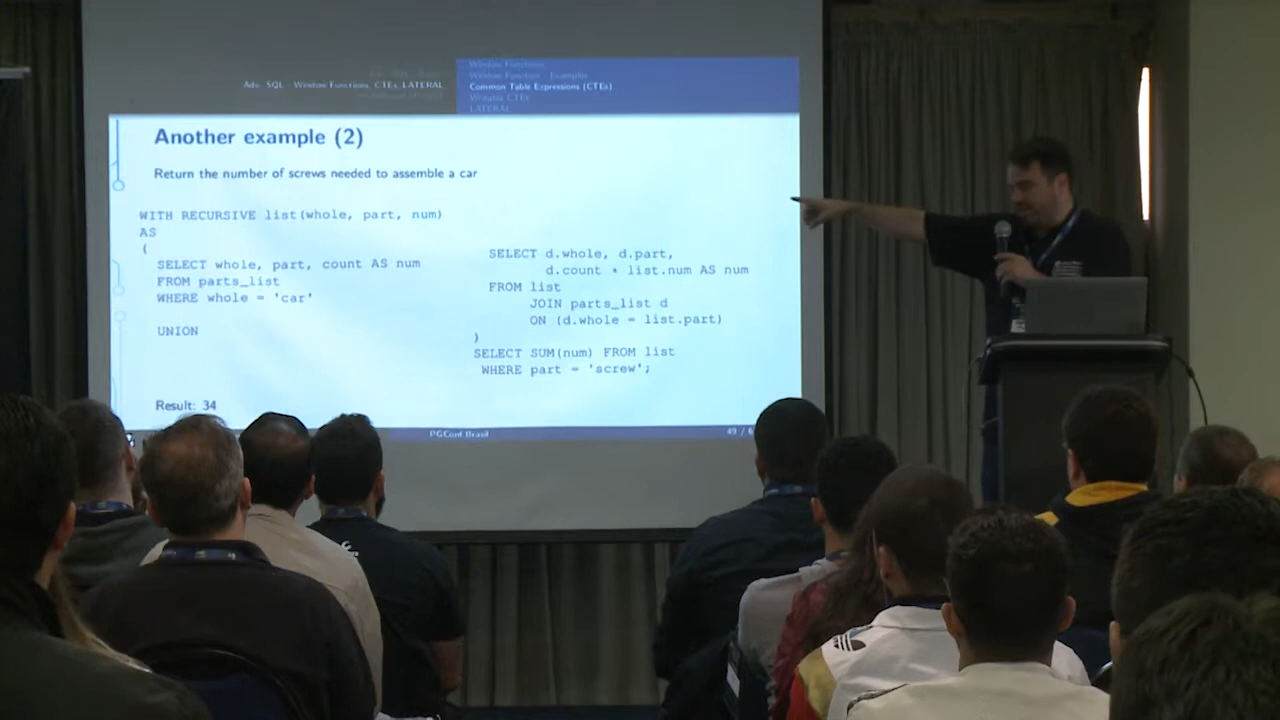 Window Functions
Window Function - Examples
Adv. SQL - Window Functions, CTEs, LATERAL
Common Table Expressions (CTEs)
Writable CTEs
LATERAL
Another example (2)
Return the number of screws needed to assemble a car
WITH RECURSIVE list(whole, part, num)
AS
(
SELECT whole, part, count AS num
FROM parts_list
WHERE whole = 'car'
UNION
SELECT d.whole, d.part,
d.count * list.num AS num
FROM list
JOIN parts_list d
ON (d.whole = list.part)
)
SELECT SUM(num) FROM list
WHERE part = 'screw';
Result: 34
PGConf Brasil
49 / 6